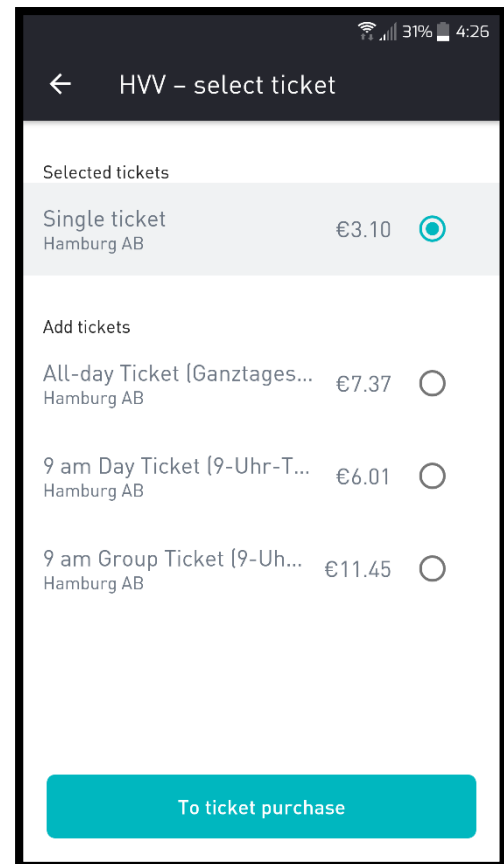 31% 4:26
HVV – select ticket
Selected tickets
Single ticket €3.10
Hamburg AB
Add tickets
All-day Ticket (Ganztages... €7.37
Hamburg AB
9 am Day Ticket (9-Uhr-T... €6.01
Hamburg AB
9 am Group Ticket (9-Uh... €11.45
Hamburg AB
To ticket purchase